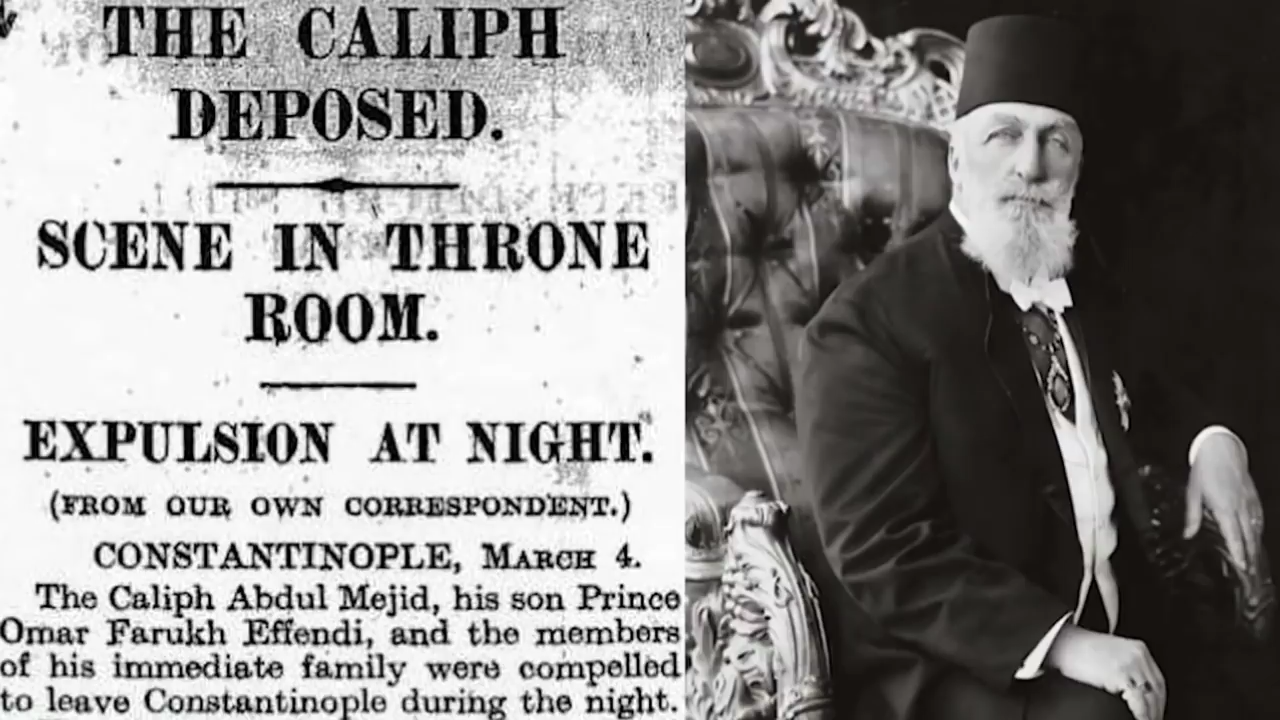 THE CALIPH
DEPOSED.
SCENE IN THRONE
ROOM.
EXPULSION AT NIGHT.
(FROM OUR OWN CORRESPONDENT.)
CONSTANTINOPLE, MARCH 4.
The Caliph Abdul Mejid, his son Prince
Omar Farukh Effendi, and the members
of his immediate family were compelled
to leave Constantinople during the night.